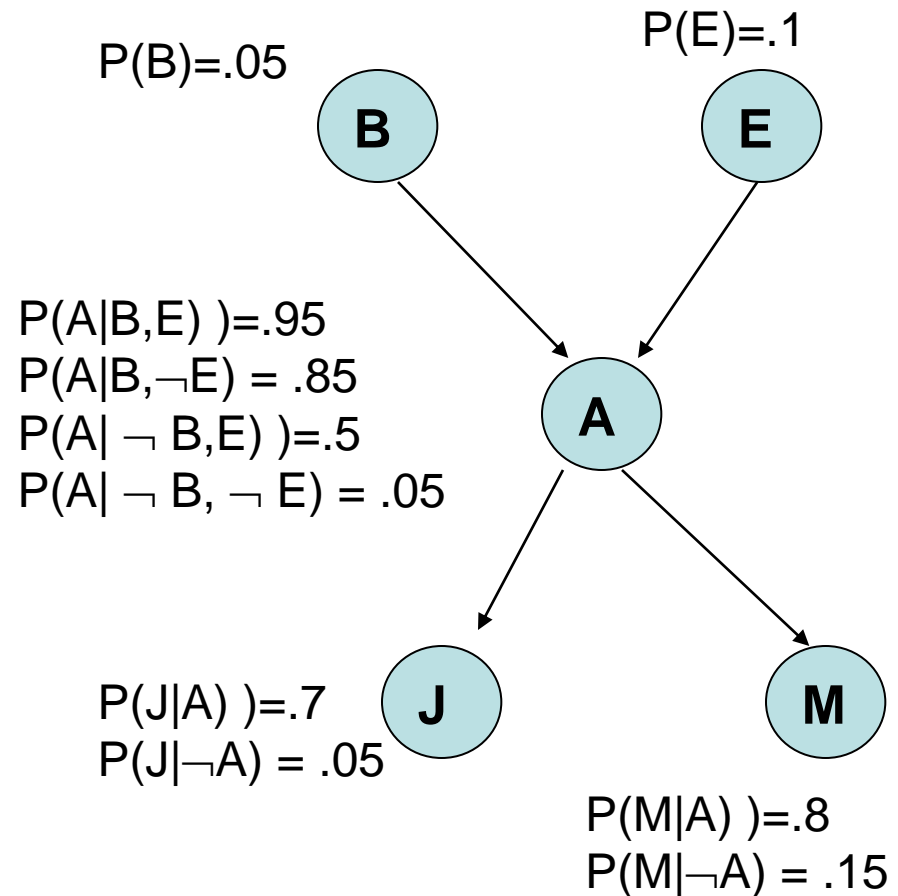 P(E)=.1
P(B)=.05
B
E
P(A|B,E) )=.95
P(A|B,¬E) = .85
P(A| ¬ B,E) )=.5
P(A| ¬ B, ¬ E) = .05
A
P(J|A) )=.7
P(J|¬A) = .05
J
M
P(M|A) )=.8
P(M|¬A) = .15